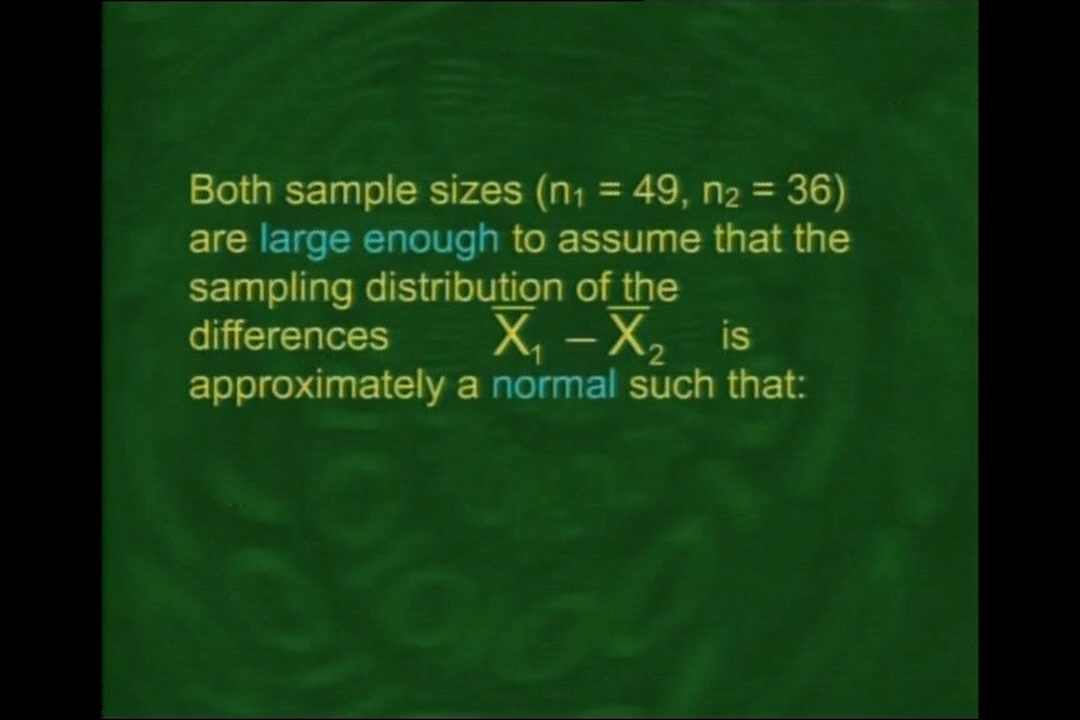 Both sample sizes (n₁ = 49, n₂ = 36)
are large enough to assume that the
sampling distribution of the
differences X̅₁ – X̅₂ is
approximately a normal such that: